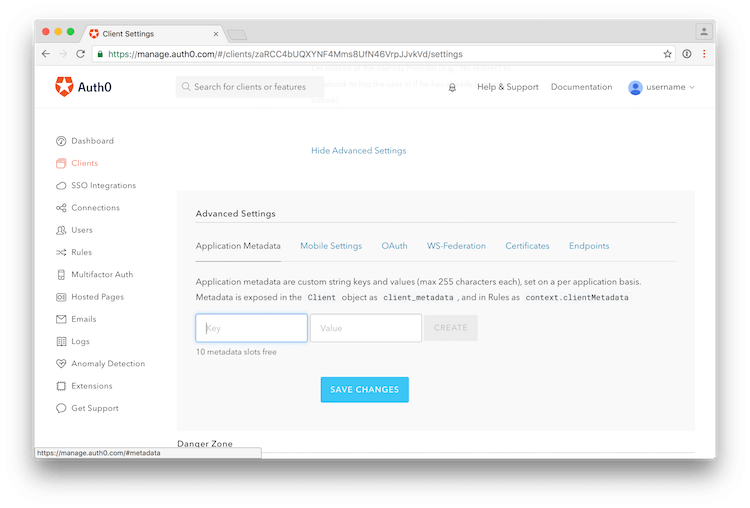 Client Settings
https://manage.auth0.com/#/clients/zaRCC4bUQXYNF4Mms8UfN46VrpJJvkVd/settings
Auth0
Search for clients or features
Help & Support
Documentation
username
Dashboard
Clients
SSO Integrations
Connections
Users
Rules
Multifactor Auth
Hosted Pages
Emails
Logs
Anomaly Detection
Extensions
Get Support
Hide Advanced Settings
Advanced Settings
Application Metadata Mobile Settings OAuth WS-Federation Certificates Endpoints
Application metadata are custom string keys and values (max 255 characters each), set on a per application basis.
Metadata is exposed in the Client object as client_metadata, and in Rules as context.clientMetadata
Key Value CREATE
10 metadata slots free
SAVE CHANGES
Danger Zone
https://manage.auth0.com/#metadata